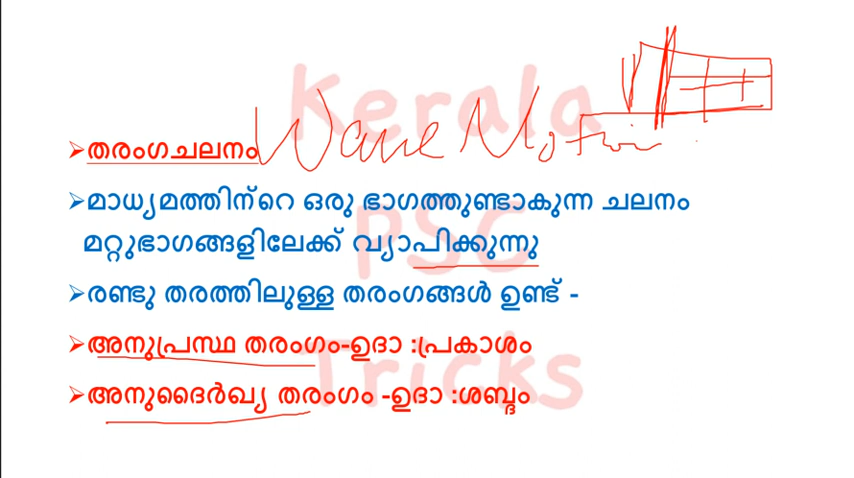 Kerala
➢തരംഗചലനം Wave Motion
➢മാധ്യമത്തിന്റെ ഒരു ഭാഗത്തുണ്ടാകുന്ന ചലനം
മറ്റുഭാഗങ്ങളിലേക്ക് വ്യാപിക്കുന്നു
PSC
➢രണ്ടു തരത്തിലുള്ള തരംഗങ്ങൾ ഉണ്ട് -
➢അനുപ്രസ്ഥ തരംഗം-ഉദാ :പ്രകാശം
Tricks
➢അനുദൈർഖ്യ തരംഗം -ഉദാ :ശബ്ദം